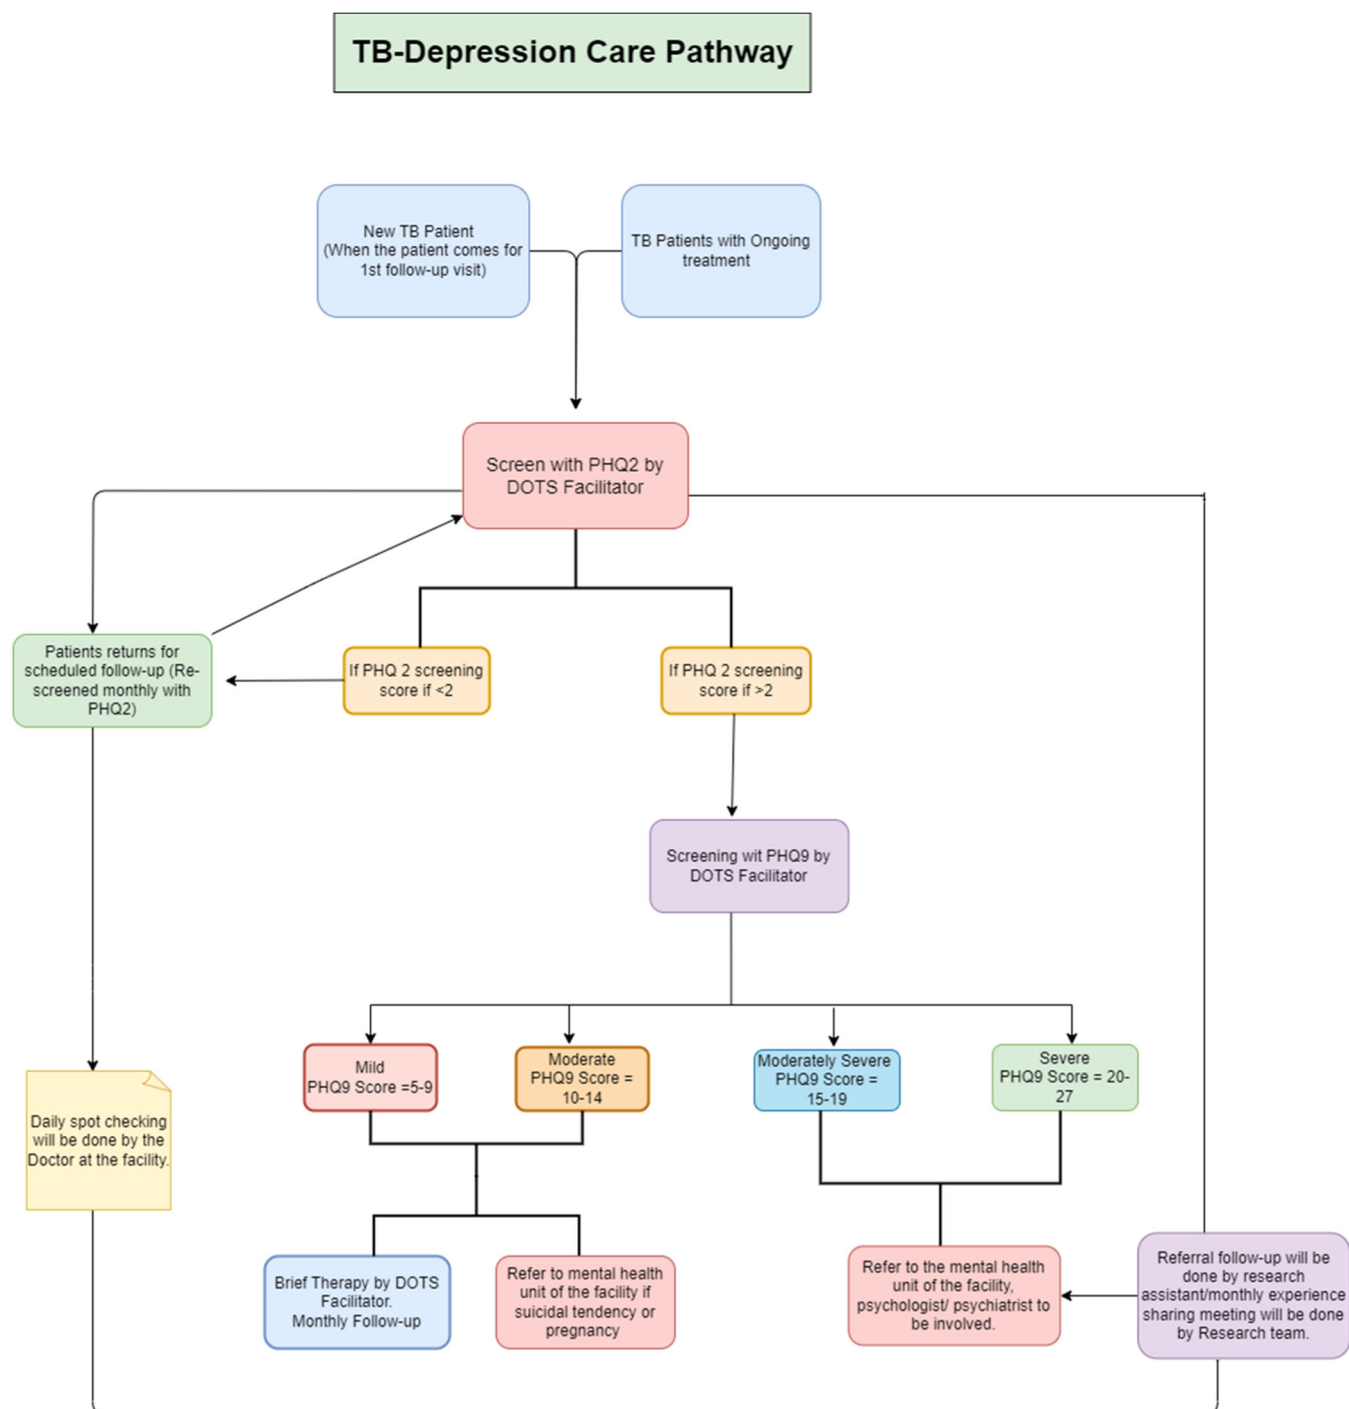 TB-Depression Care Pathway
New TB Patient
(When the patient comes for
1st follow-up visit)
TB Patients with Ongoing
treatment
Screen with PHQ2 by
DOTS Facilitator
Patients returns for
scheduled follow-up (Re-
screened monthly with
PHQ2)
If PHQ 2 screening
score if <2
If PHQ 2 screening
score if >2
Screening wit PHQ9 by
DOTS Facilitator
Mild
PHQ9 Score =5-9
Moderate
PHQ9 Score =
10-14
Moderately Severe
PHQ9 Score =
15-19
Severe
PHQ9 Score = 20-
27
Daily spot checking
will be done by the
Doctor at the facility.
Brief Therapy by DOTS
Facilitator.
Monthly Follow-up
Refer to mental health
unit of the facility if
suicidal tendency or
pregnancy
Refer to the mental health
unit of the facility,
psychologist/ psychiatrist to
be involved.
Referral follow-up will be
done by research
assistant/monthly experience
sharing meeting will be done
by Research team.